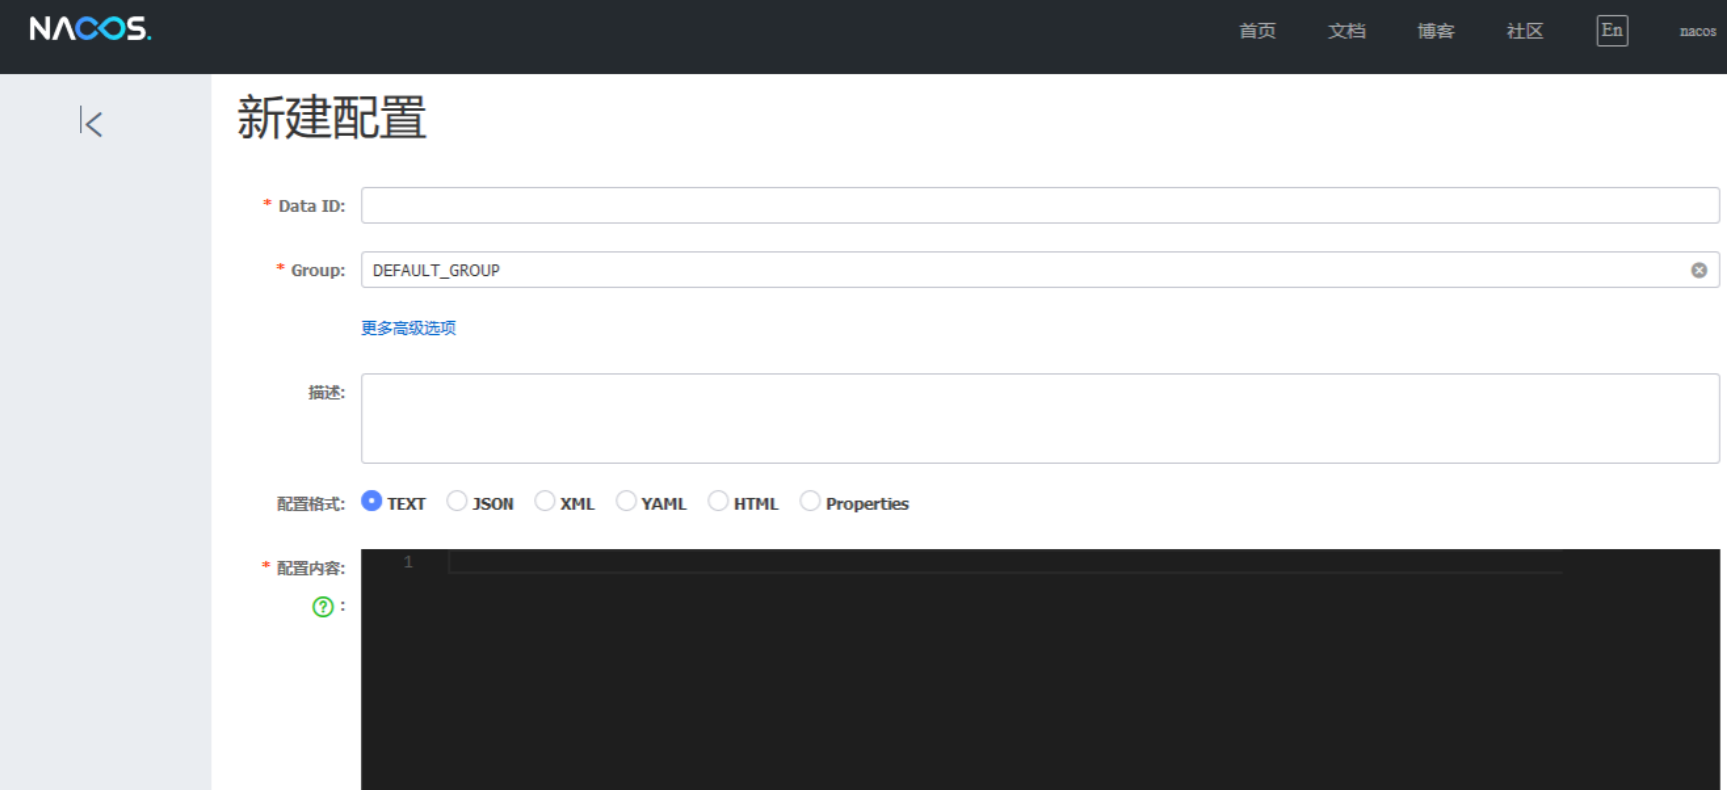 NACOS.
首页 文档 博客 社区 En nacos
新建配置
* Data ID:
* Group: DEFAULT_GROUP
更多高级选项
描述:
配置格式: TEXT JSON XML YAML HTML Properties
* 配置内容: 1
? :